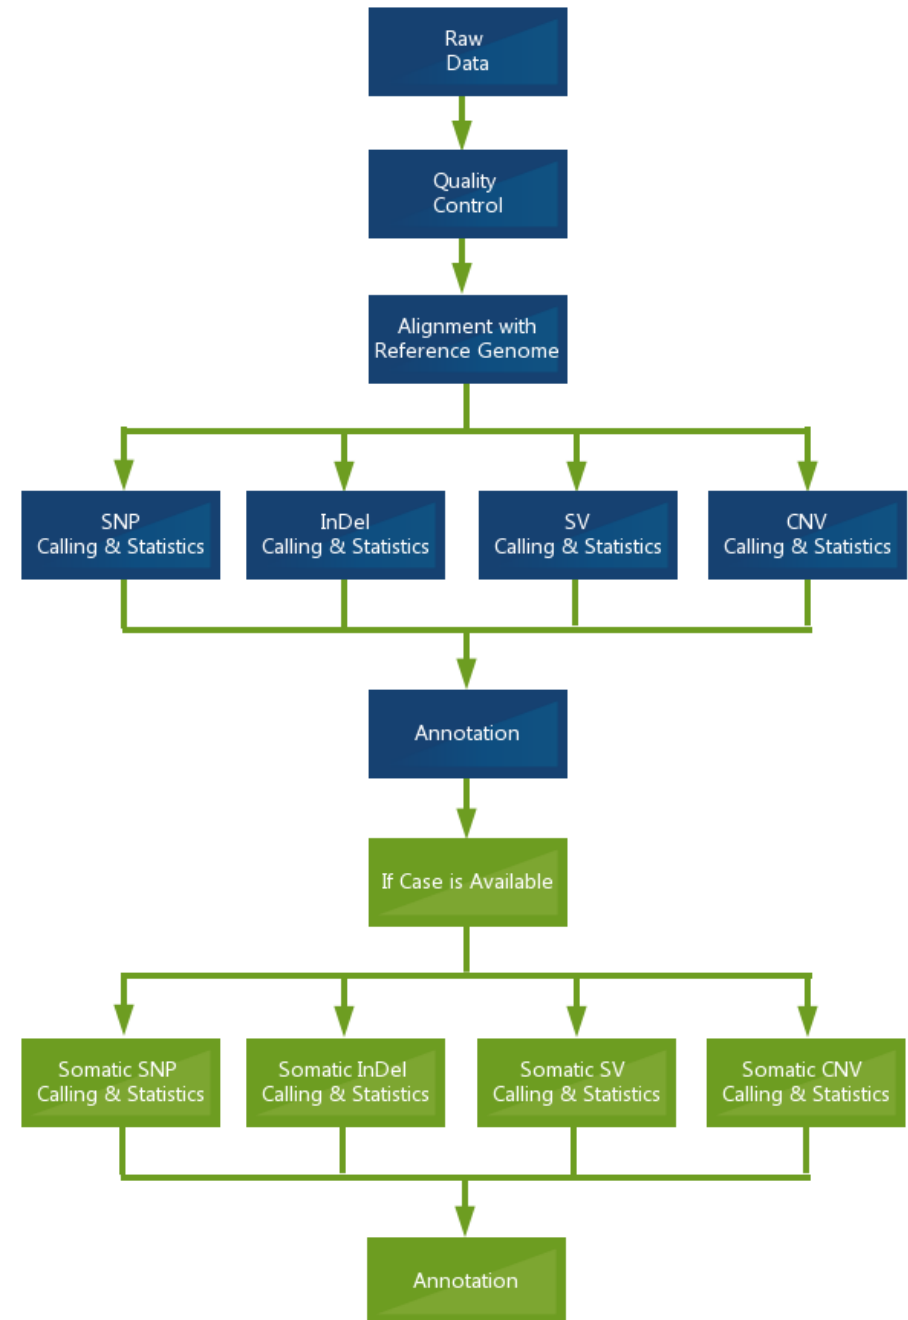 Raw
Data
Quality
Control
Alignment with
Reference Genome
SNP
Calling & Statistics
InDel
Calling & Statistics
SV
Calling & Statistics
CNV
Calling & Statistics
Annotation
If Case is Available
Somatic SNP
Calling & Statistics
Somatic InDel
Calling & Statistics
Somatic SV
Calling & Statistics
Somatic CNV
Calling & Statistics
Annotation